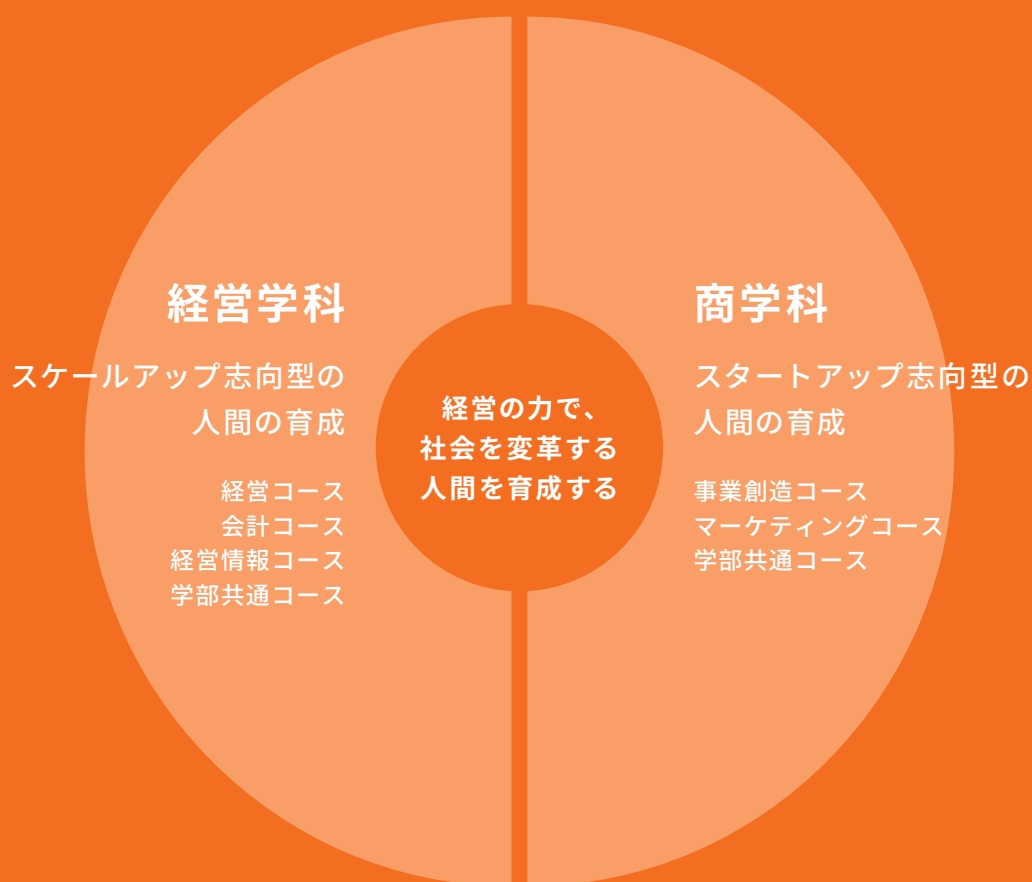 経営学科
スケールアップ志向型の
人間の育成
経営コース
会計コース
経営情報コース
学部共通コース
経営の力で、
社会を変革する
人間を育成する
商学科
スタートアップ志向型の
人間の育成
事業創造コース
マーケティングコース
学部共通コース